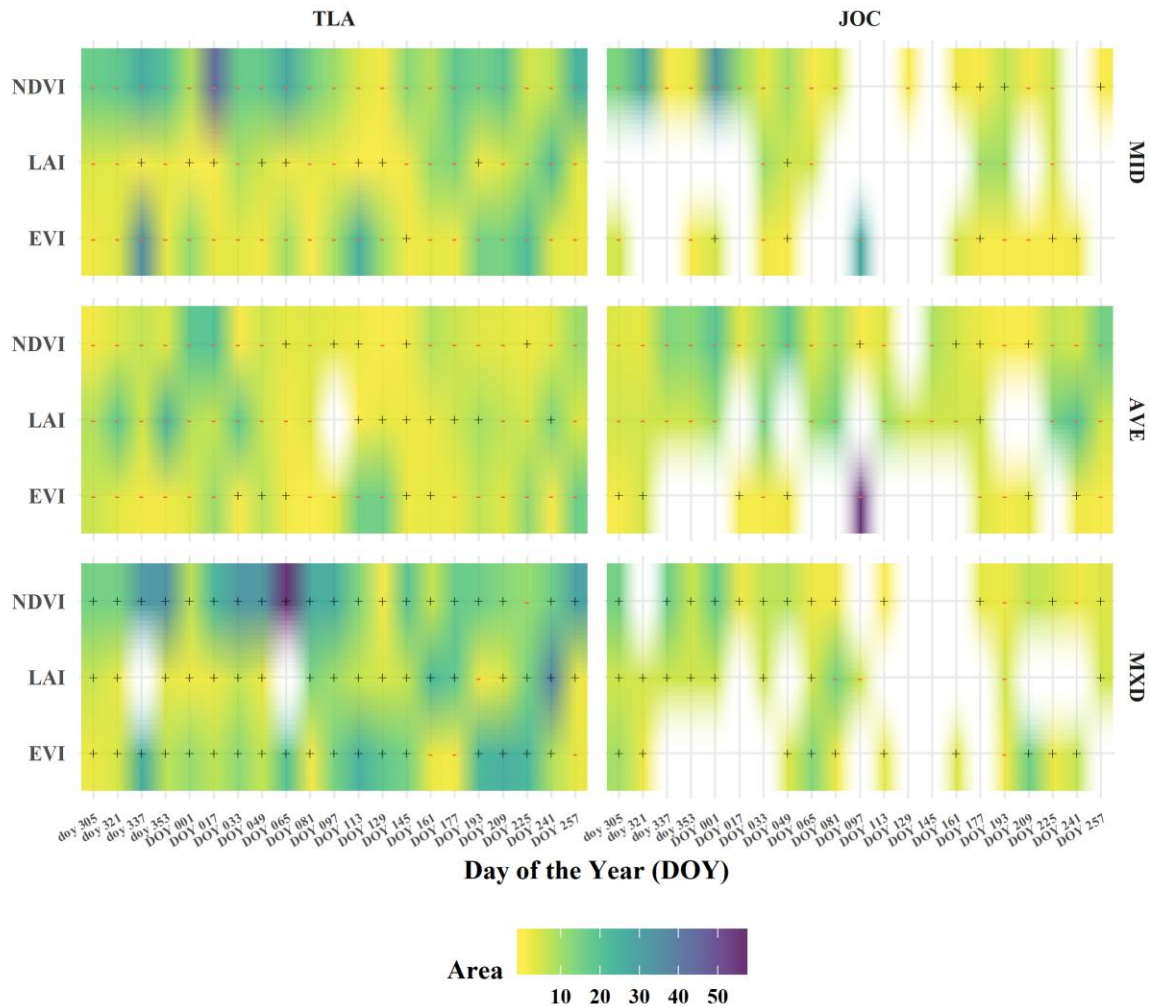 TLA JOC
NDVI
LAI
EVI
MID
NDVI
LAI
EVI
AVE
NDVI
LAI
EVI
MXD
doy 305 doy 321 doy 337 doy 353 DOY 001 DOY 017 DOY 033 DOY 049 DOY 065 DOY 081 DOY 097 DOY 113 DOY 129 DOY 145 DOY 161 DOY 177 DOY 193 DOY 209 DOY 225 DOY 241 DOY 257
doy 305 doy 321 doy 337 doy 353 DOY 001 DOY 017 DOY 033 DOY 049 DOY 065 DOY 081 DOY 097 DOY 113 DOY 129 DOY 145 DOY 161 DOY 177 DOY 193 DOY 209 DOY 225 DOY 241 DOY 257
Day of the Year (DOY)
Area
10 20 30 40 50